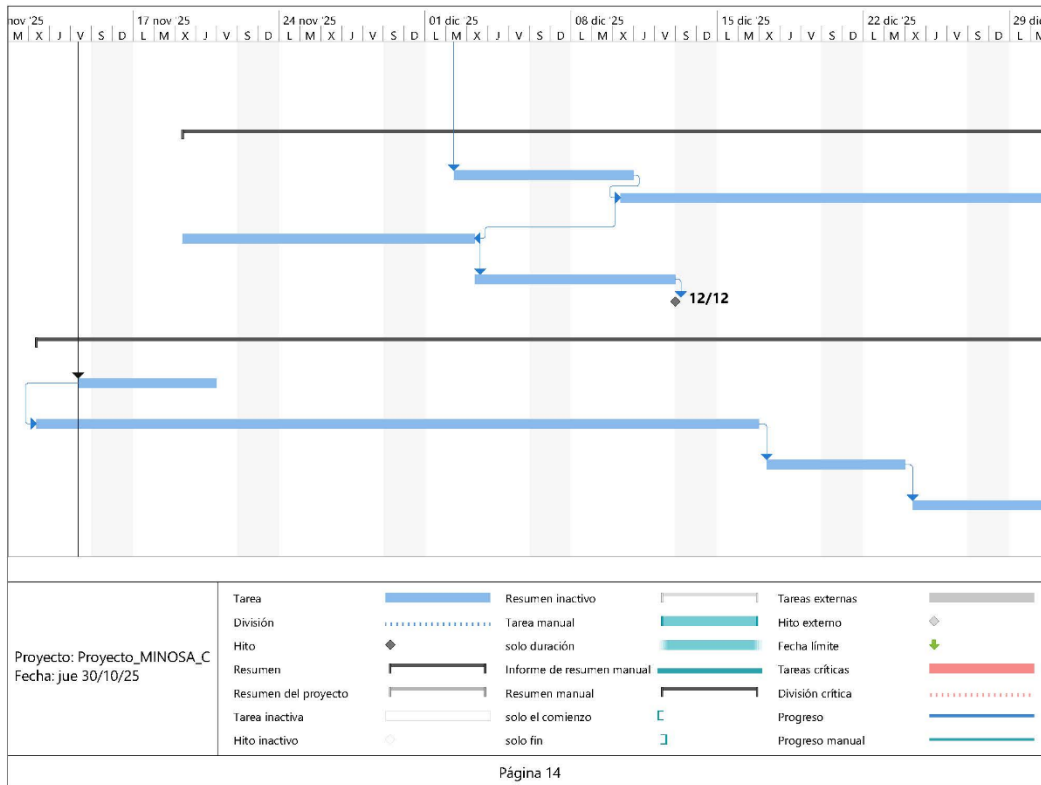 nov '25 17 nov '25 24 nov '25 01 dic '25 08 dic '25 15 dic '25 22 dic '25 29 dic
M X J V S D L M X J V S D L M X J V S D L M X J V S D L M X J V S D L M X J V S D L M X J V S D L M
12/12
Proyecto: Proyecto_MINOSA_C
Fecha: jue 30/10/25
Tarea
División
Hito
Resumen
Resumen del proyecto
Tarea inactiva
Hito inactivo
Resumen inactivo
Tarea manual
solo duración
Informe de resumen manual
Resumen manual
solo el comienzo
solo fin
Tareas externas
Hito externo
Fecha límite
Tareas críticas
División crítica
Progreso
Progreso manual
Página 14